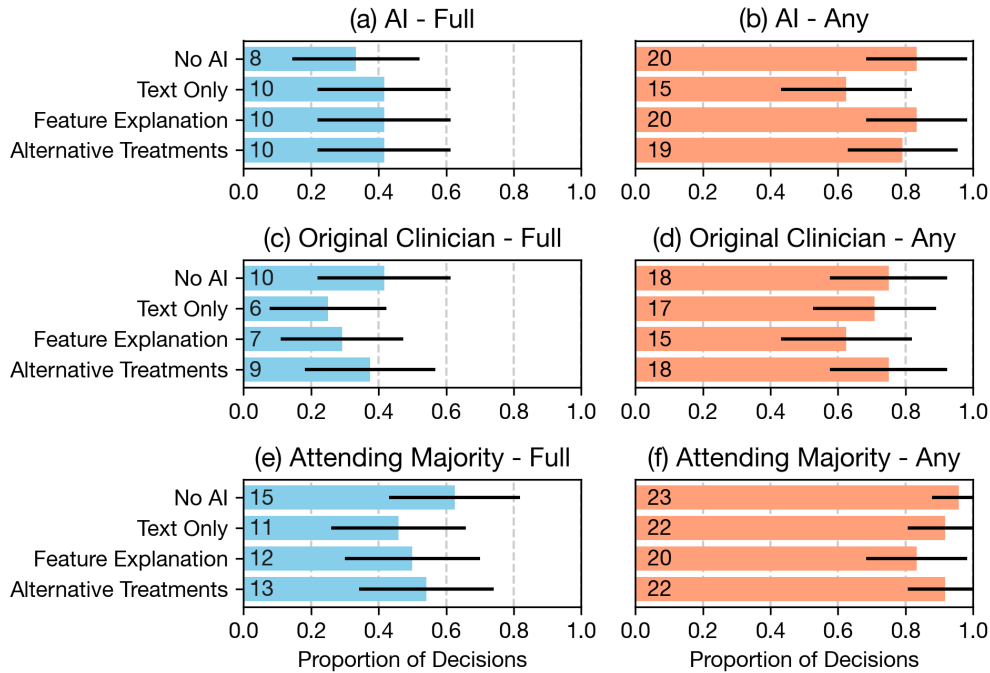 (a) AI - Full
(b) AI - Any
No AI 8 20
Text Only 10 15
Feature Explanation 10 20
Alternative Treatments 10 19
0.0 0.2 0.4 0.6 0.8 1.0 0.0 0.2 0.4 0.6 0.8 1.0
(c) Original Clinician - Full
(d) Original Clinician - Any
No AI 10 18
Text Only 6 17
Feature Explanation 7 15
Alternative Treatments 9 18
0.0 0.2 0.4 0.6 0.8 1.0 0.0 0.2 0.4 0.6 0.8 1.0
(e) Attending Majority - Full
(f) Attending Majority - Any
No AI 15 23
Text Only 11 22
Feature Explanation 12 20
Alternative Treatments 13 22
0.0 0.2 0.4 0.6 0.8 1.0 0.0 0.2 0.4 0.6 0.8 1.0
Proportion of Decisions
Proportion of Decisions